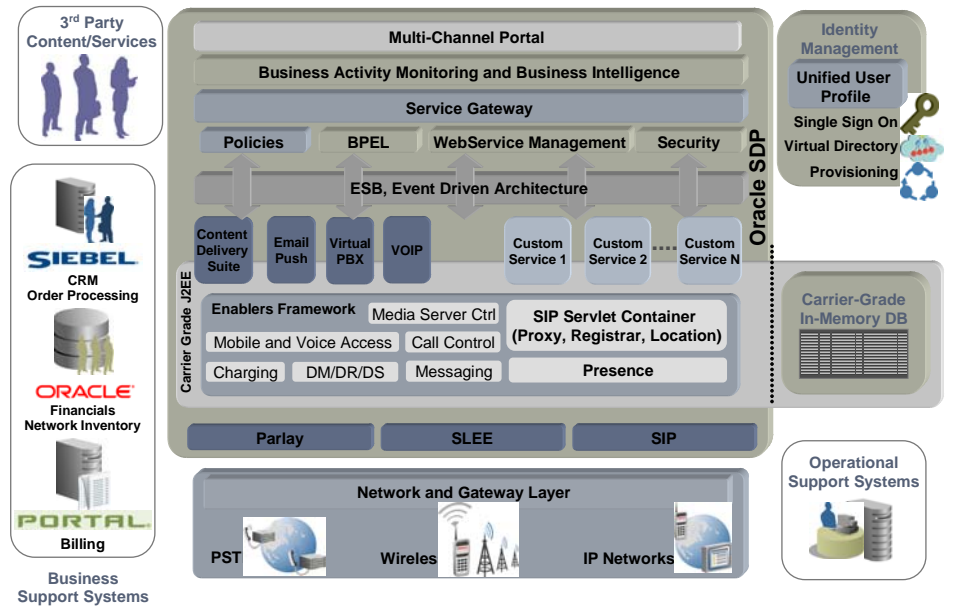 3rd Party
Content/Services
SIEBEL
CRM
Order Processing
ORACLE
Financials
Network Inventory
PORTAL.
Billing
Business
Support Systems
Multi-Channel Portal
Business Activity Monitoring and Business Intelligence
Service Gateway
Policies
BPEL
WebService Management
Security
ESB, Event Driven Architecture
Oracle SDP
Content
Delivery
Suite
Email
Push
Virtual
PBX
VOIP
Custom
Service 1
Custom
Service 2
....
Custom
Service N
Carrier Grade J2EE
Enablers Framework
Media Server Ctrl
Mobile and Voice Access
Call Control
Charging
DM/DR/DS
Messaging
SIP Servlet Container
(Proxy, Registrar, Location)
Presence
Parlay
SLEE
SIP
Network and Gateway Layer
PST
Wireles
IP Networks
Identity
Management
Unified User
Profile
Single Sign On
Virtual Directory
Provisioning
Carrier-Grade
In-Memory DB
Operational
Support Systems